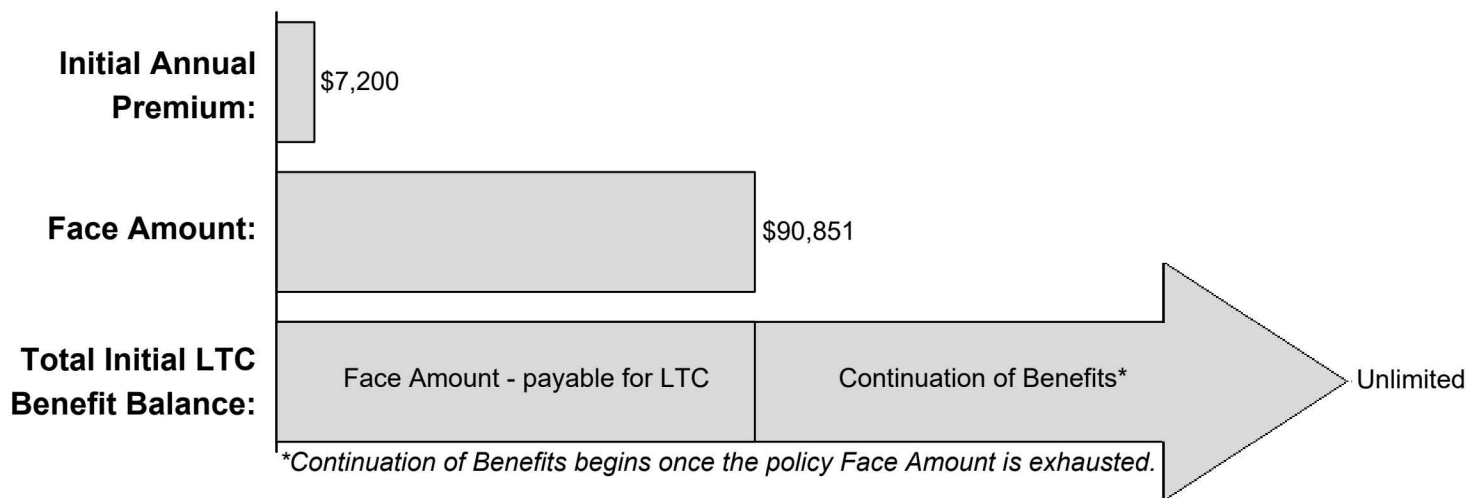 Initial Annual
Premium:
$7,200
Face Amount:
$90,851
Total Initial LTC
Benefit Balance:
Face Amount - payable for LTC
Continuation of Benefits*
Unlimited
*Continuation of Benefits begins once the policy Face Amount is exhausted.